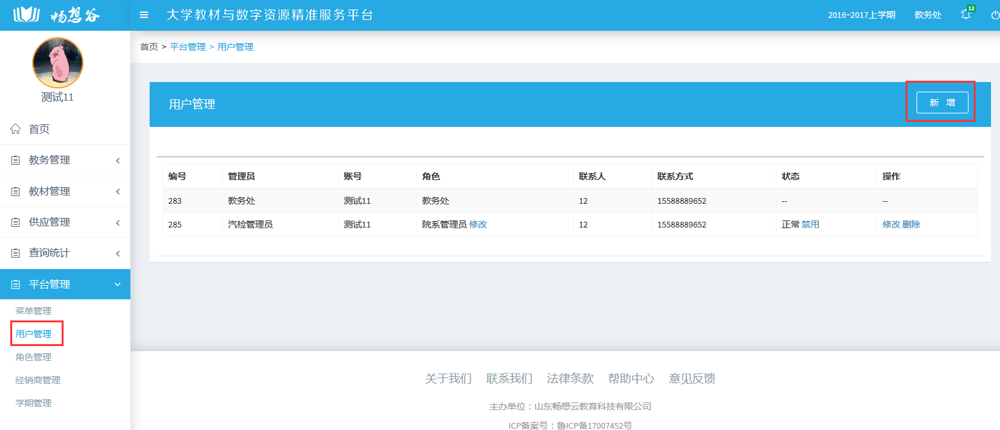 畅想谷
大学教材与数字资源精准服务平台
2016~2017上学期 教务处 12
首页 > 平台管理 > 用户管理
测试11
首页
教务管理
教材管理
供应管理
查询统计
平台管理
菜单管理
用户管理
角色管理
经销商管理
学期管理
用户管理 新 增
编号 管理员 账号 角色 联系人 联系方式 状态 操作
283 教务处 测试11 教务处 12 15588889652 -- --
285 汽检管理员 测试11 院系管理员 修改 12 15588889652 正常 禁用 修改 删除
关于我们 联系我们 法律条款 帮助中心 意见反馈
主办单位：山东畅想云教育科技有限公司
ICP备案号：鲁ICP备17007452号